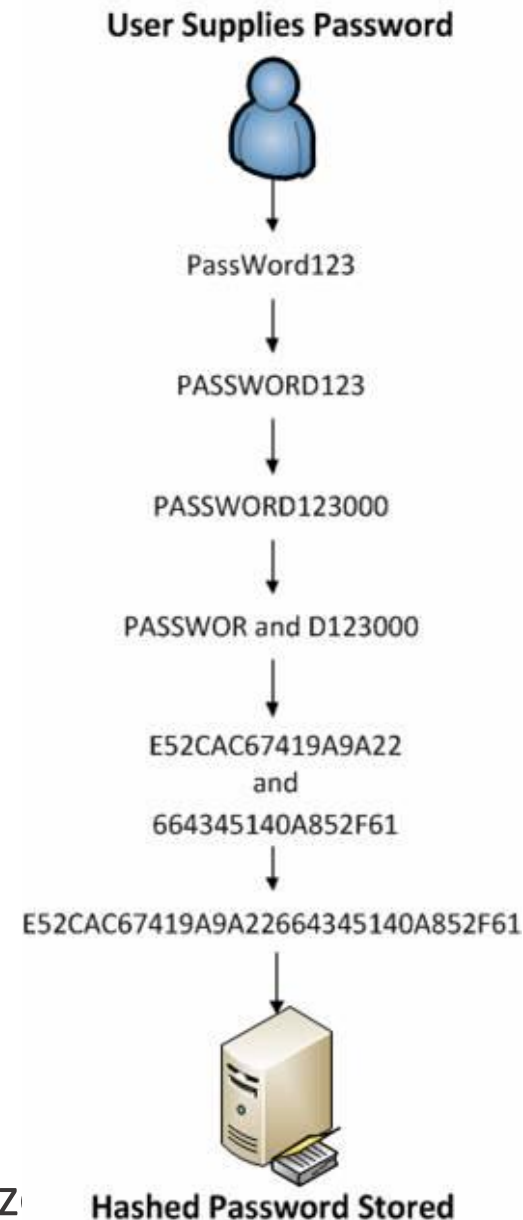 User Supplies Password
PassWord123
PASSWORD123
PASSWORD123000
PASSWOR and D123000
E52CAC67419A9A22
and
664345140A852F61
E52CAC67419A9A22664345140A852F61
Hashed Password Stored